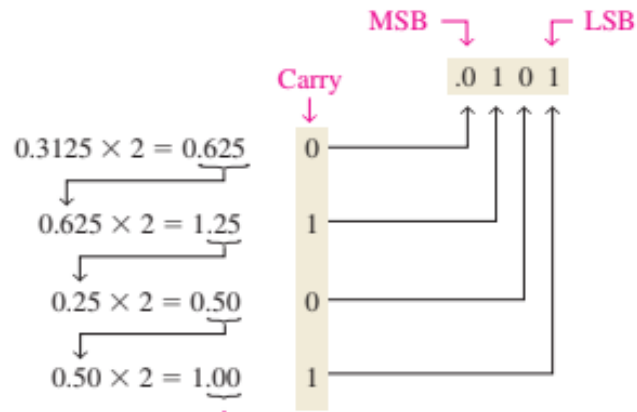 MSB LSB
.0 1 0 1
Carry
0.3125 × 2 = 0.625 0
0.625 × 2 = 1.25 1
0.25 × 2 = 0.50 0
0.50 × 2 = 1.00 1